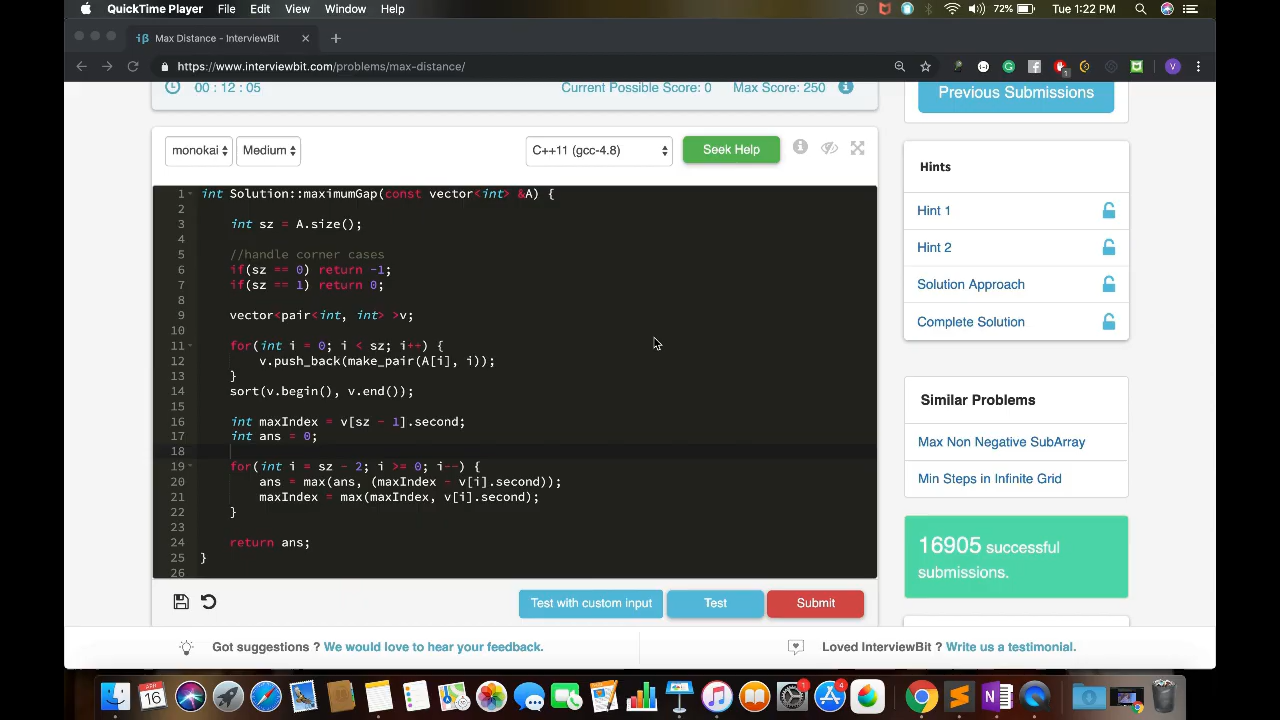 QuickTime Player File Edit View Window Help 72% Tue 1:22 PM
Max Distance - InterviewBit
https://www.interviewbit.com/problems/max-distance/
00 : 12 : 05 Current Possible Score: 0 Max Score: 250
Previous Submissions
monokai Medium C++11 (gcc-4.8) Seek Help
Hints
Hint 1
Hint 2
Solution Approach
Complete Solution
1 int Solution::maximumGap(const vector<int> &A) {
2
3 int sz = A.size();
4
5 //handle corner cases
6 if(sz == 0) return -1;
7 if(sz == 1) return 0;
8
9 vector<pair<int, int> >v;
10
11 for(int i = 0; i < sz; i++) {
12 v.push_back(make_pair(A[i], i));
13 }
14 sort(v.begin(), v.end());
15
16 int maxIndex = v[sz - 1].second;
17 int ans = 0;
18
19 for(int i = sz - 2; i >= 0; i--) {
20 ans = max(ans, (maxIndex - v[i].second));
21 maxIndex = max(maxIndex, v[i].second);
22 }
23
24 return ans;
25 }
26
Similar Problems
Max Non Negative SubArray
Min Steps in Infinite Grid
16905 successful
submissions.
Test with custom input Test Submit
Got suggestions ? We would love to hear your feedback. Loved InterviewBit ? Write us a testimonial.